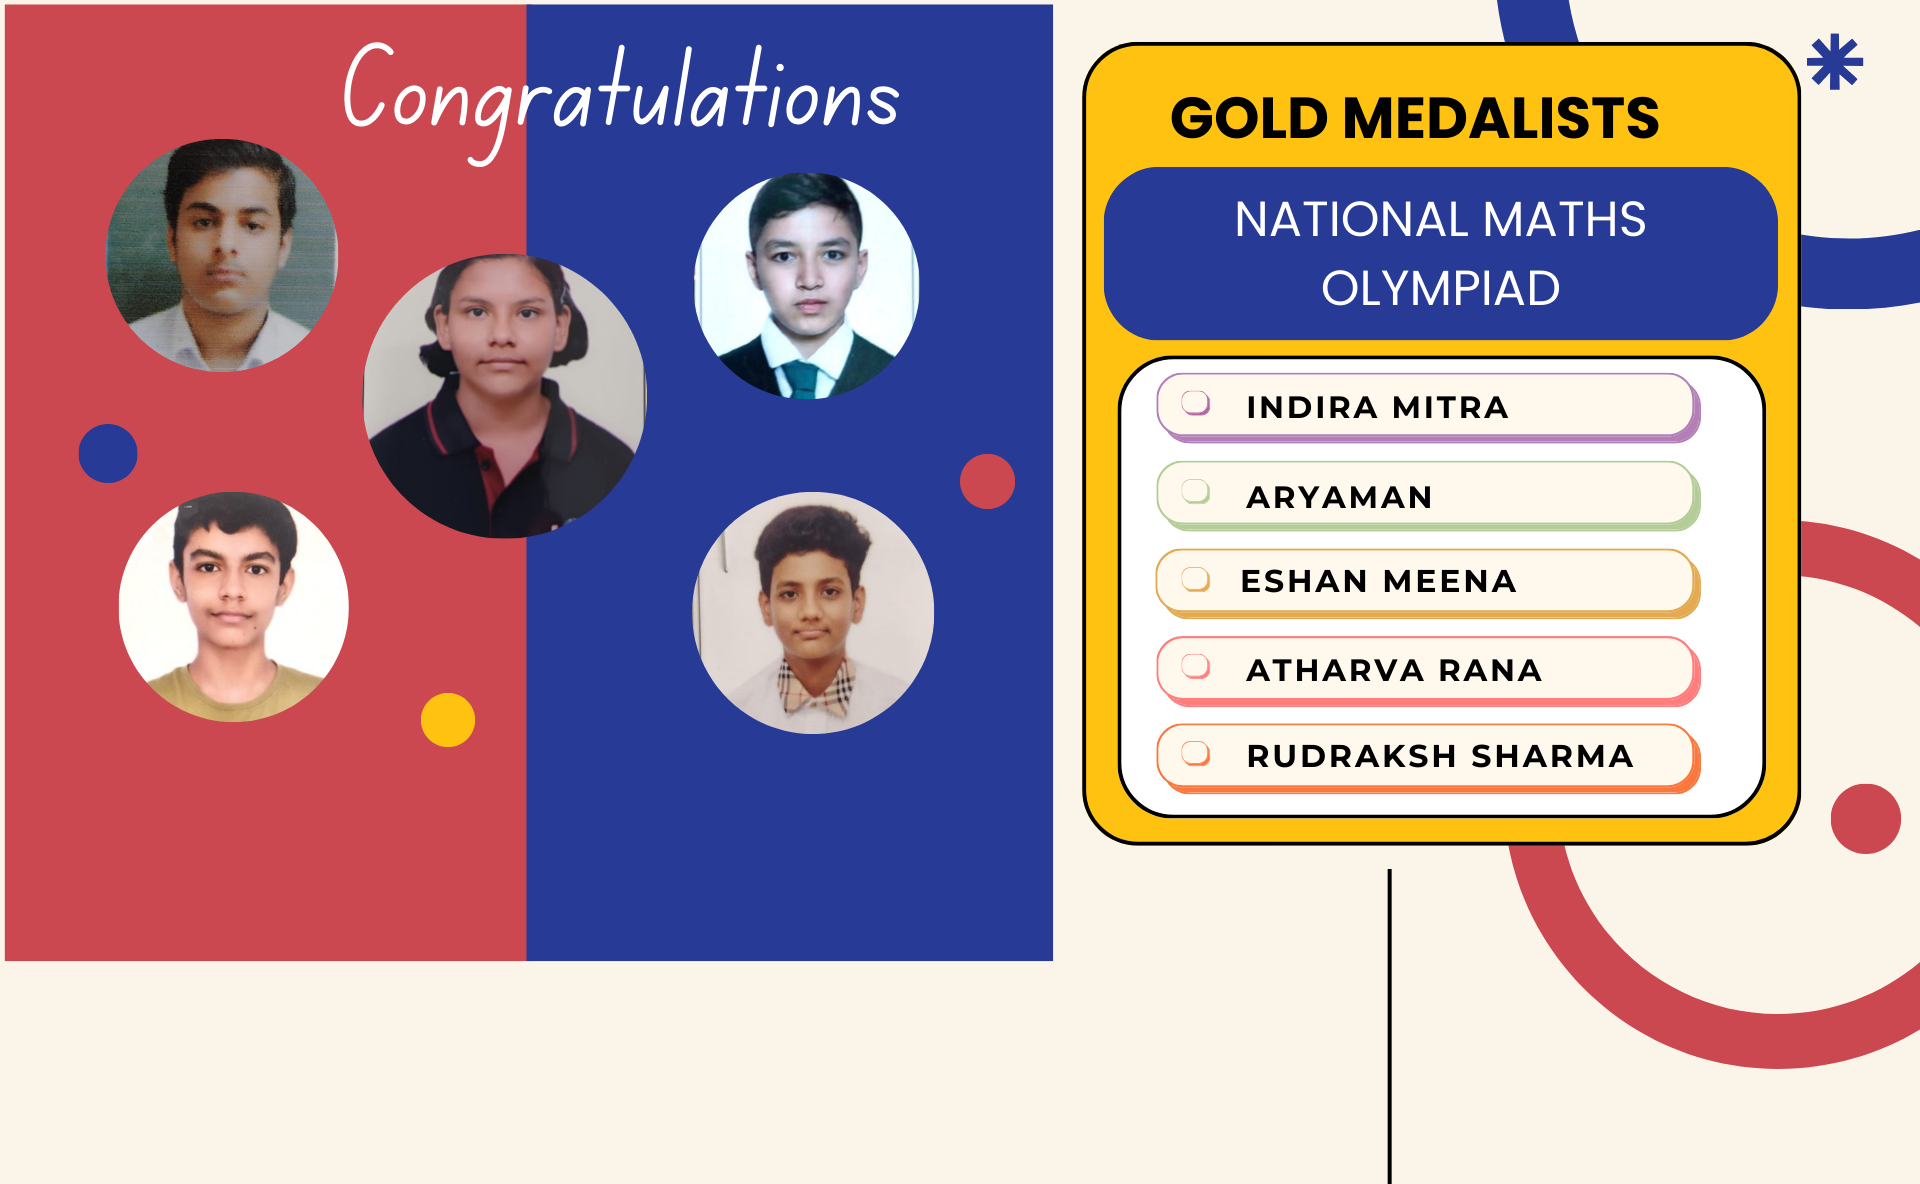 Congratulations
GOLD MEDALISTS
NATIONAL MATHS
OLYMPIAD
INDIRA MITRA
ARYAMAN
ESHAN MEENA
ATHARVA RANA
RUDRAKSH SHARMA